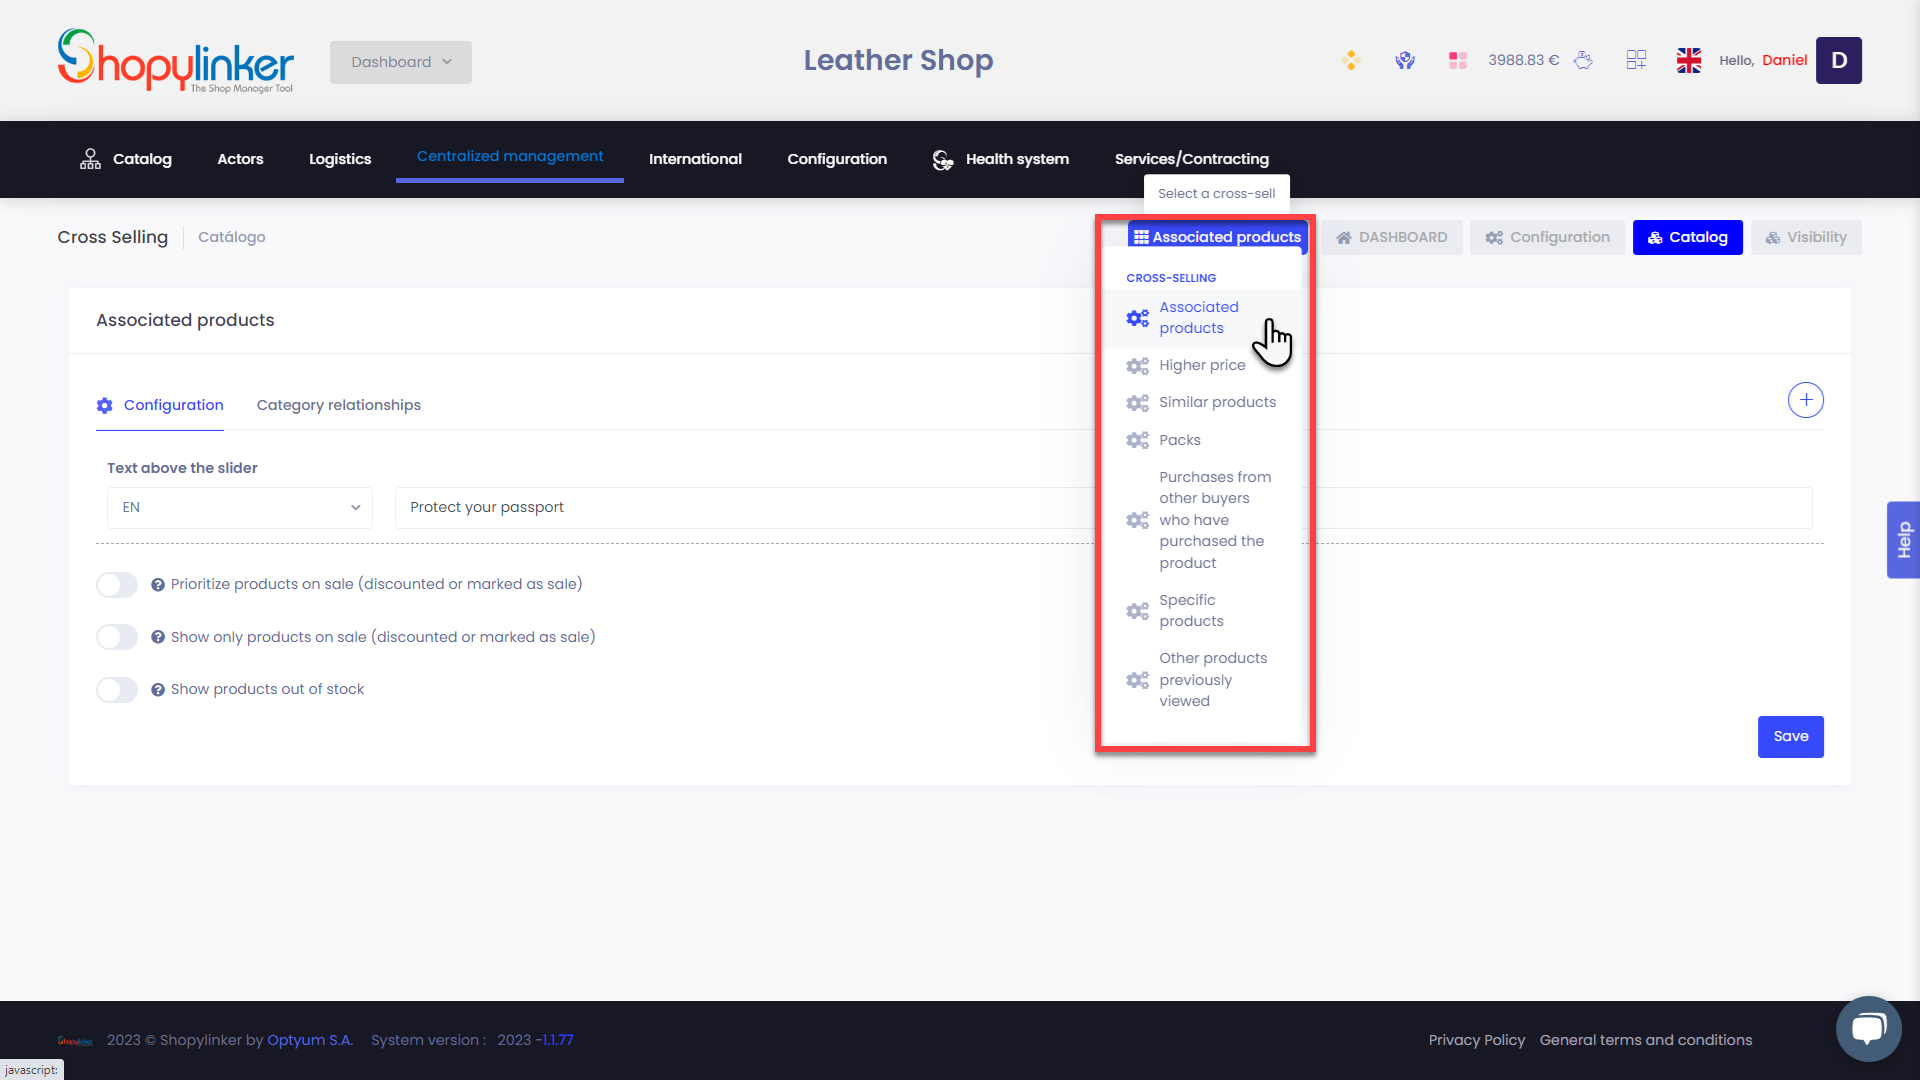 Shopylinker
The Shop Manager Tool
Dashboard
Leather Shop
3988.83 €
Hello, Daniel
D
Catalog
Actors
Logistics
Centralized management
International
Configuration
Health system
Services/Contracting
Select a cross-sell
Cross Selling
Catálogo
Associated products
DASHBOARD
Configuration
Catalog
Visibility
CROSS-SELLING
Associated
products
Higher price
Similar products
Packs
Purchases from
other buyers
who have
purchased the
product
Specific
products
Other products
previously
viewed
Associated products
Configuration
Category relationships
Text above the slider
EN
Protect your passport
Prioritize products on sale (discounted or marked as sale)
Show only products on sale (discounted or marked as sale)
Show products out of stock
Save
Help
Shopylinker
2023 © Shopylinker by Optyum S.A.
System version : 2023 -1.1.77
Privacy Policy
General terms and conditions
javascript: